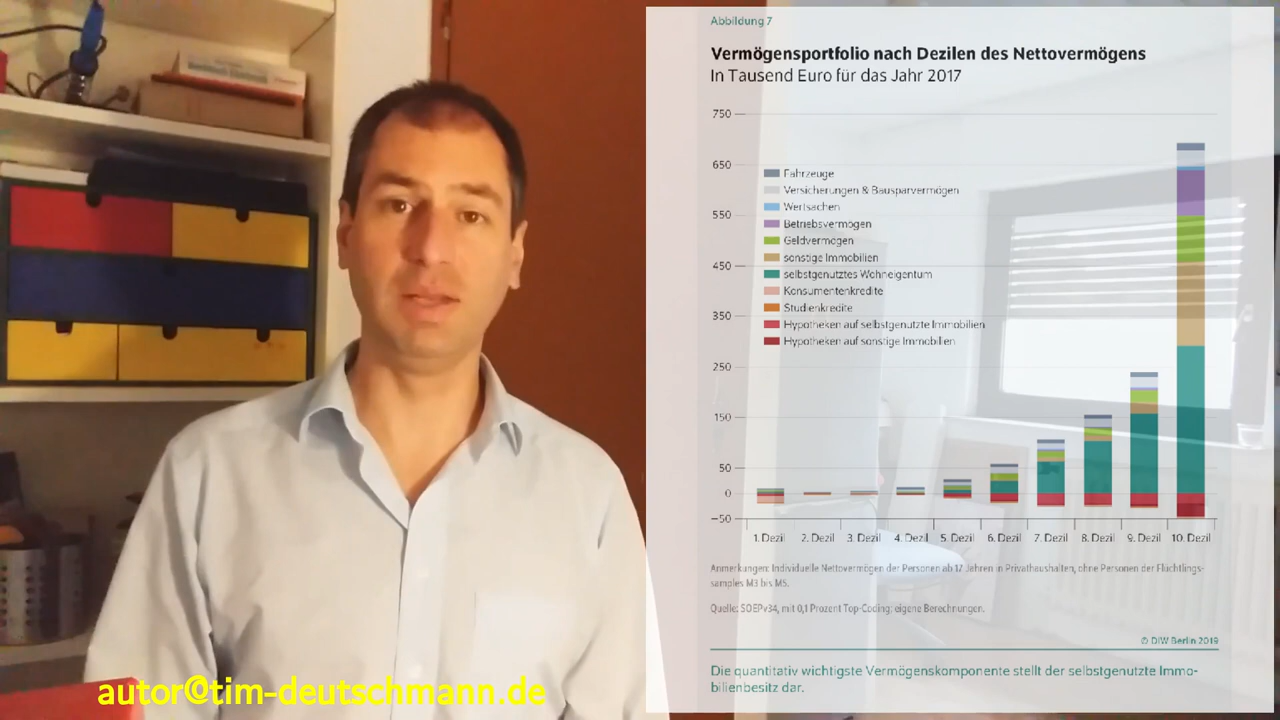 Abbildung 7
Vermögensportfolio nach Dezilen des Nettovermögens
In Tausend Euro für das Jahr 2017
750
650
550
450
350
250
150
50
0
−50
Fahrzeuge
Versicherungen & Bausparvermögen
Wertsachen
Betriebsvermögen
Geldvermögen
sonstige Immobilien
selbstgenutztes Wohneigentum
Konsumentenkredite
Studienkredite
Hypotheken auf selbstgenutzte Immobilien
Hypotheken auf sonstige Immobilien
1. Dezil 2. Dezil 3. Dezil 4. Dezil 5. Dezil 6. Dezil 7. Dezil 8. Dezil 9. Dezil 10. Dezil
Anmerkungen: Individuelle Nettovermögen der Personen ab 17 Jahren in Privathaushalten, ohne Personen der Flüchtlings-
samples M3 bis M5.
Quelle: SOEPv34, mit 0,1 Prozent Top-Coding; eigene Berechnungen.
© DIW Berlin 2019
Die quantitativ wichtigste Vermögenskomponente stellt der selbstgenutzte Immo-
bilienbesitz dar.
autor@tim-deutschmann.de